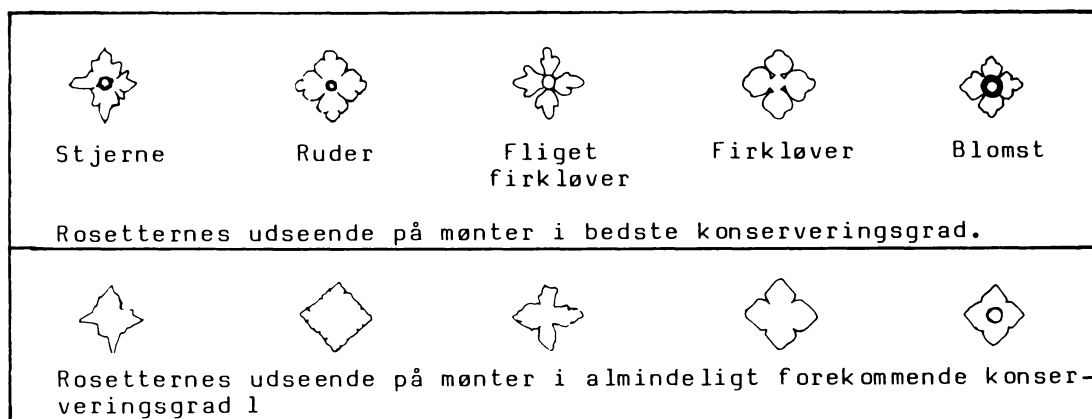 Stjerne Ruder Fliget firkløver Firkløver Blomst
Rosetternes udseende på mønter i bedste konserveringsgrad.
Rosetternes udseende på mønter i almindeligt forekommende konser-
veringsgrad l